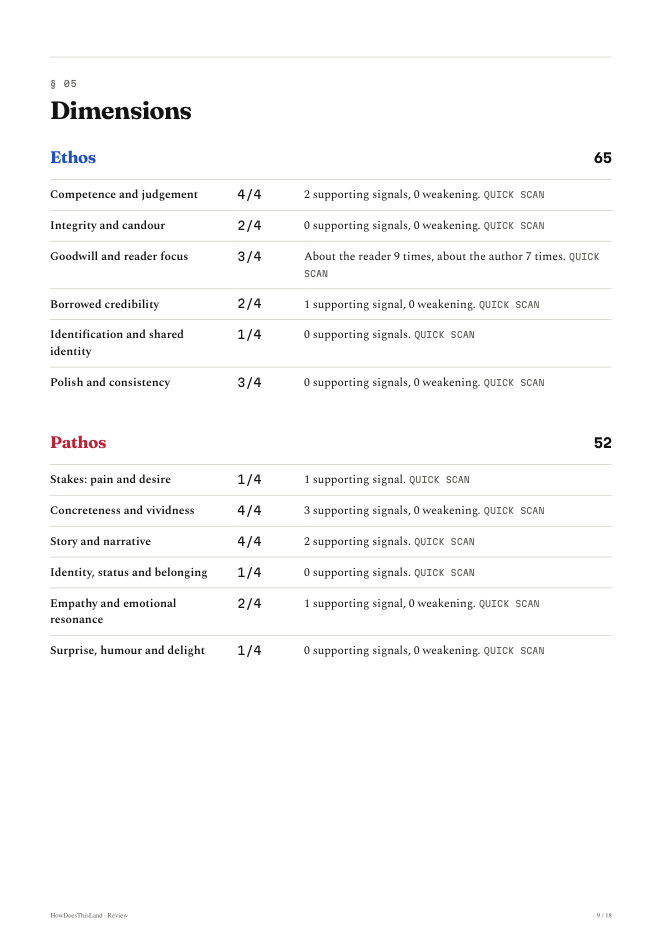 § 05
Dimensions
Ethos 65
Competence and judgement 4/4 2 supporting signals, 0 weakening. QUICK SCAN
Integrity and candour 2/4 0 supporting signals, 0 weakening. QUICK SCAN
Goodwill and reader focus 3/4 About the reader 9 times, about the author 7 times. QUICK
SCAN
Borrowed credibility 2/4 1 supporting signal, 0 weakening. QUICK SCAN
Identification and shared 1/4 0 supporting signals. QUICK SCAN
identity
Polish and consistency 3/4 0 supporting signals, 0 weakening. QUICK SCAN
Pathos 52
Stakes: pain and desire 1/4 1 supporting signal. QUICK SCAN
Concreteness and vividness 4/4 3 supporting signals, 0 weakening. QUICK SCAN
Story and narrative 4/4 2 supporting signals. QUICK SCAN
Identity, status and belonging 1/4 0 supporting signals. QUICK SCAN
Empathy and emotional 2/4 1 supporting signal, 0 weakening. QUICK SCAN
resonance
Surprise, humour and delight 1/4 0 supporting signals, 0 weakening. QUICK SCAN
HowDoesThisLand · Review 9 / 18